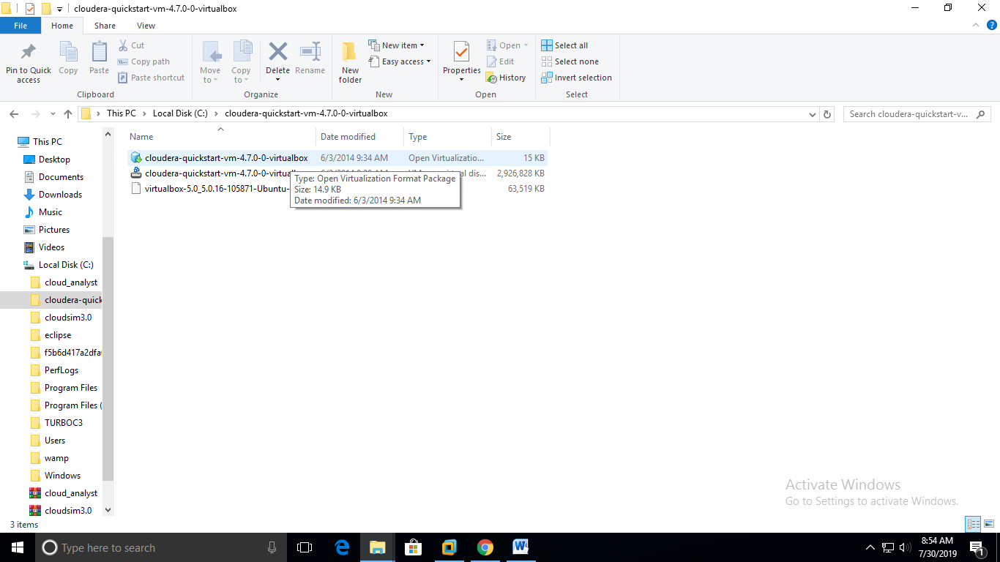 cloudera-quickstart-vm-4.7.0-0-virtualbox
File Home Share View
Pin to Quick access
Copy
Paste
Cut
Copy path
Paste shortcut
Clipboard
Move to
Copy to
Delete
Rename
Organize
New folder
New item
Easy access
New
Properties
Open
Edit
History
Open
Select all
Select none
Invert selection
Select
This PC Local Disk (C:) cloudera-quickstart-vm-4.7.0-0-virtualbox
Search cloudera-quickstart-v...
Name Date modified Type Size
cloudera-quickstart-vm-4.7.0-0-virtualbox 6/3/2014 9:34 AM Open Virtualizatio... 15 KB
cloudera-quickstart-vm-4.7.0-0-virtua 2,926,828 KB
virtualbox-5.0_5.0.16-105871-Ubuntu- 63,519 KB
Type: Open Virtualization Format Package
Size: 14.9 KB
Date modified: 6/3/2014 9:34 AM
This PC
Desktop
Documents
Downloads
Music
Pictures
Videos
Local Disk (C:)
cloud_analyst
cloudera-quick
cloudsim3.0
eclipse
f5b6d417a2dfa
PerfLogs
Program Files
Program Files (
TURBOC3
Users
wamp
Windows
cloud_analyst
cloudsim3.0
Activate Windows
Go to Settings to activate Windows.
3 items
Type here to search
8:54 AM
7/30/2019
1